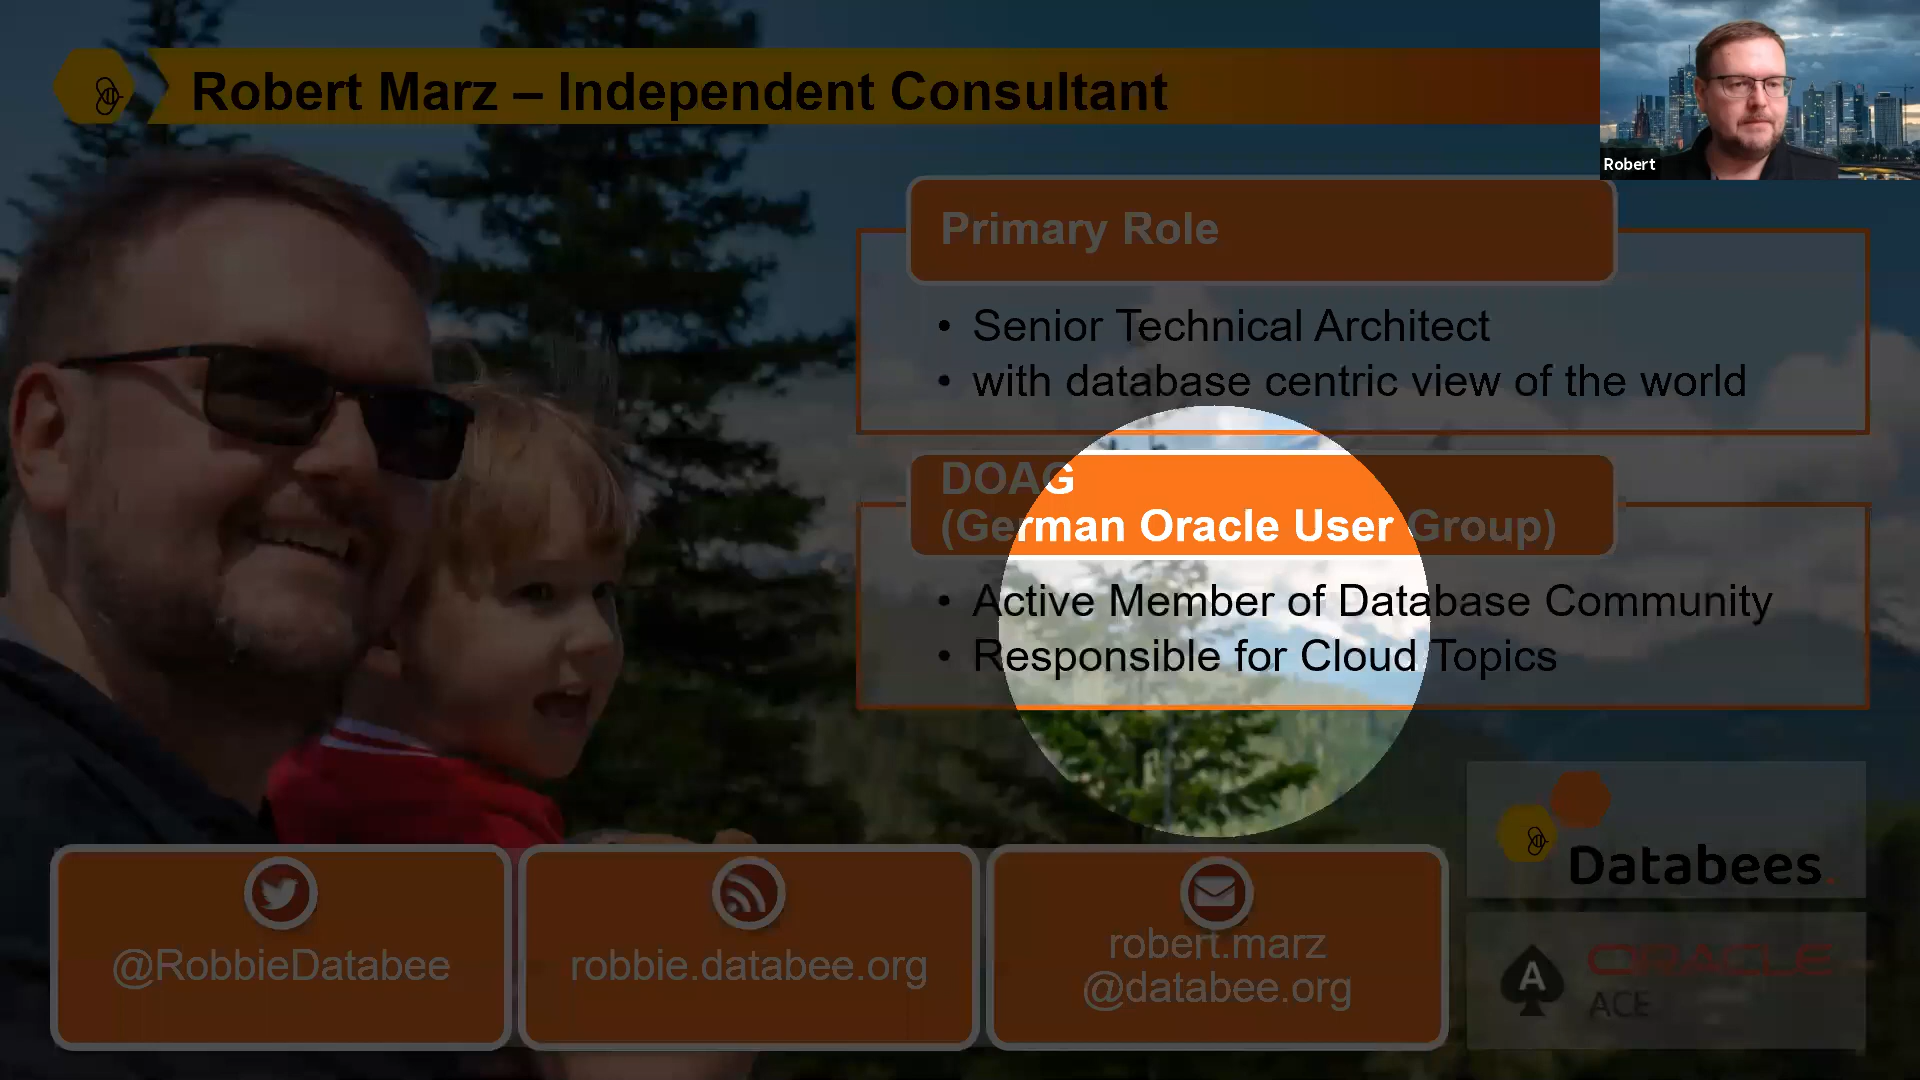 Robert Marz – Independent Consultant
Robert
Primary Role
• Senior Technical Architect
• with database centric view of the world
DOAG
(German Oracle User Group)
• Active Member of Database Community
• Responsible for Cloud Topics
@RobbieDatabee
robbie.databee.org
robert.marz
@databee.org
Databees.
A
ORACLE
ACE